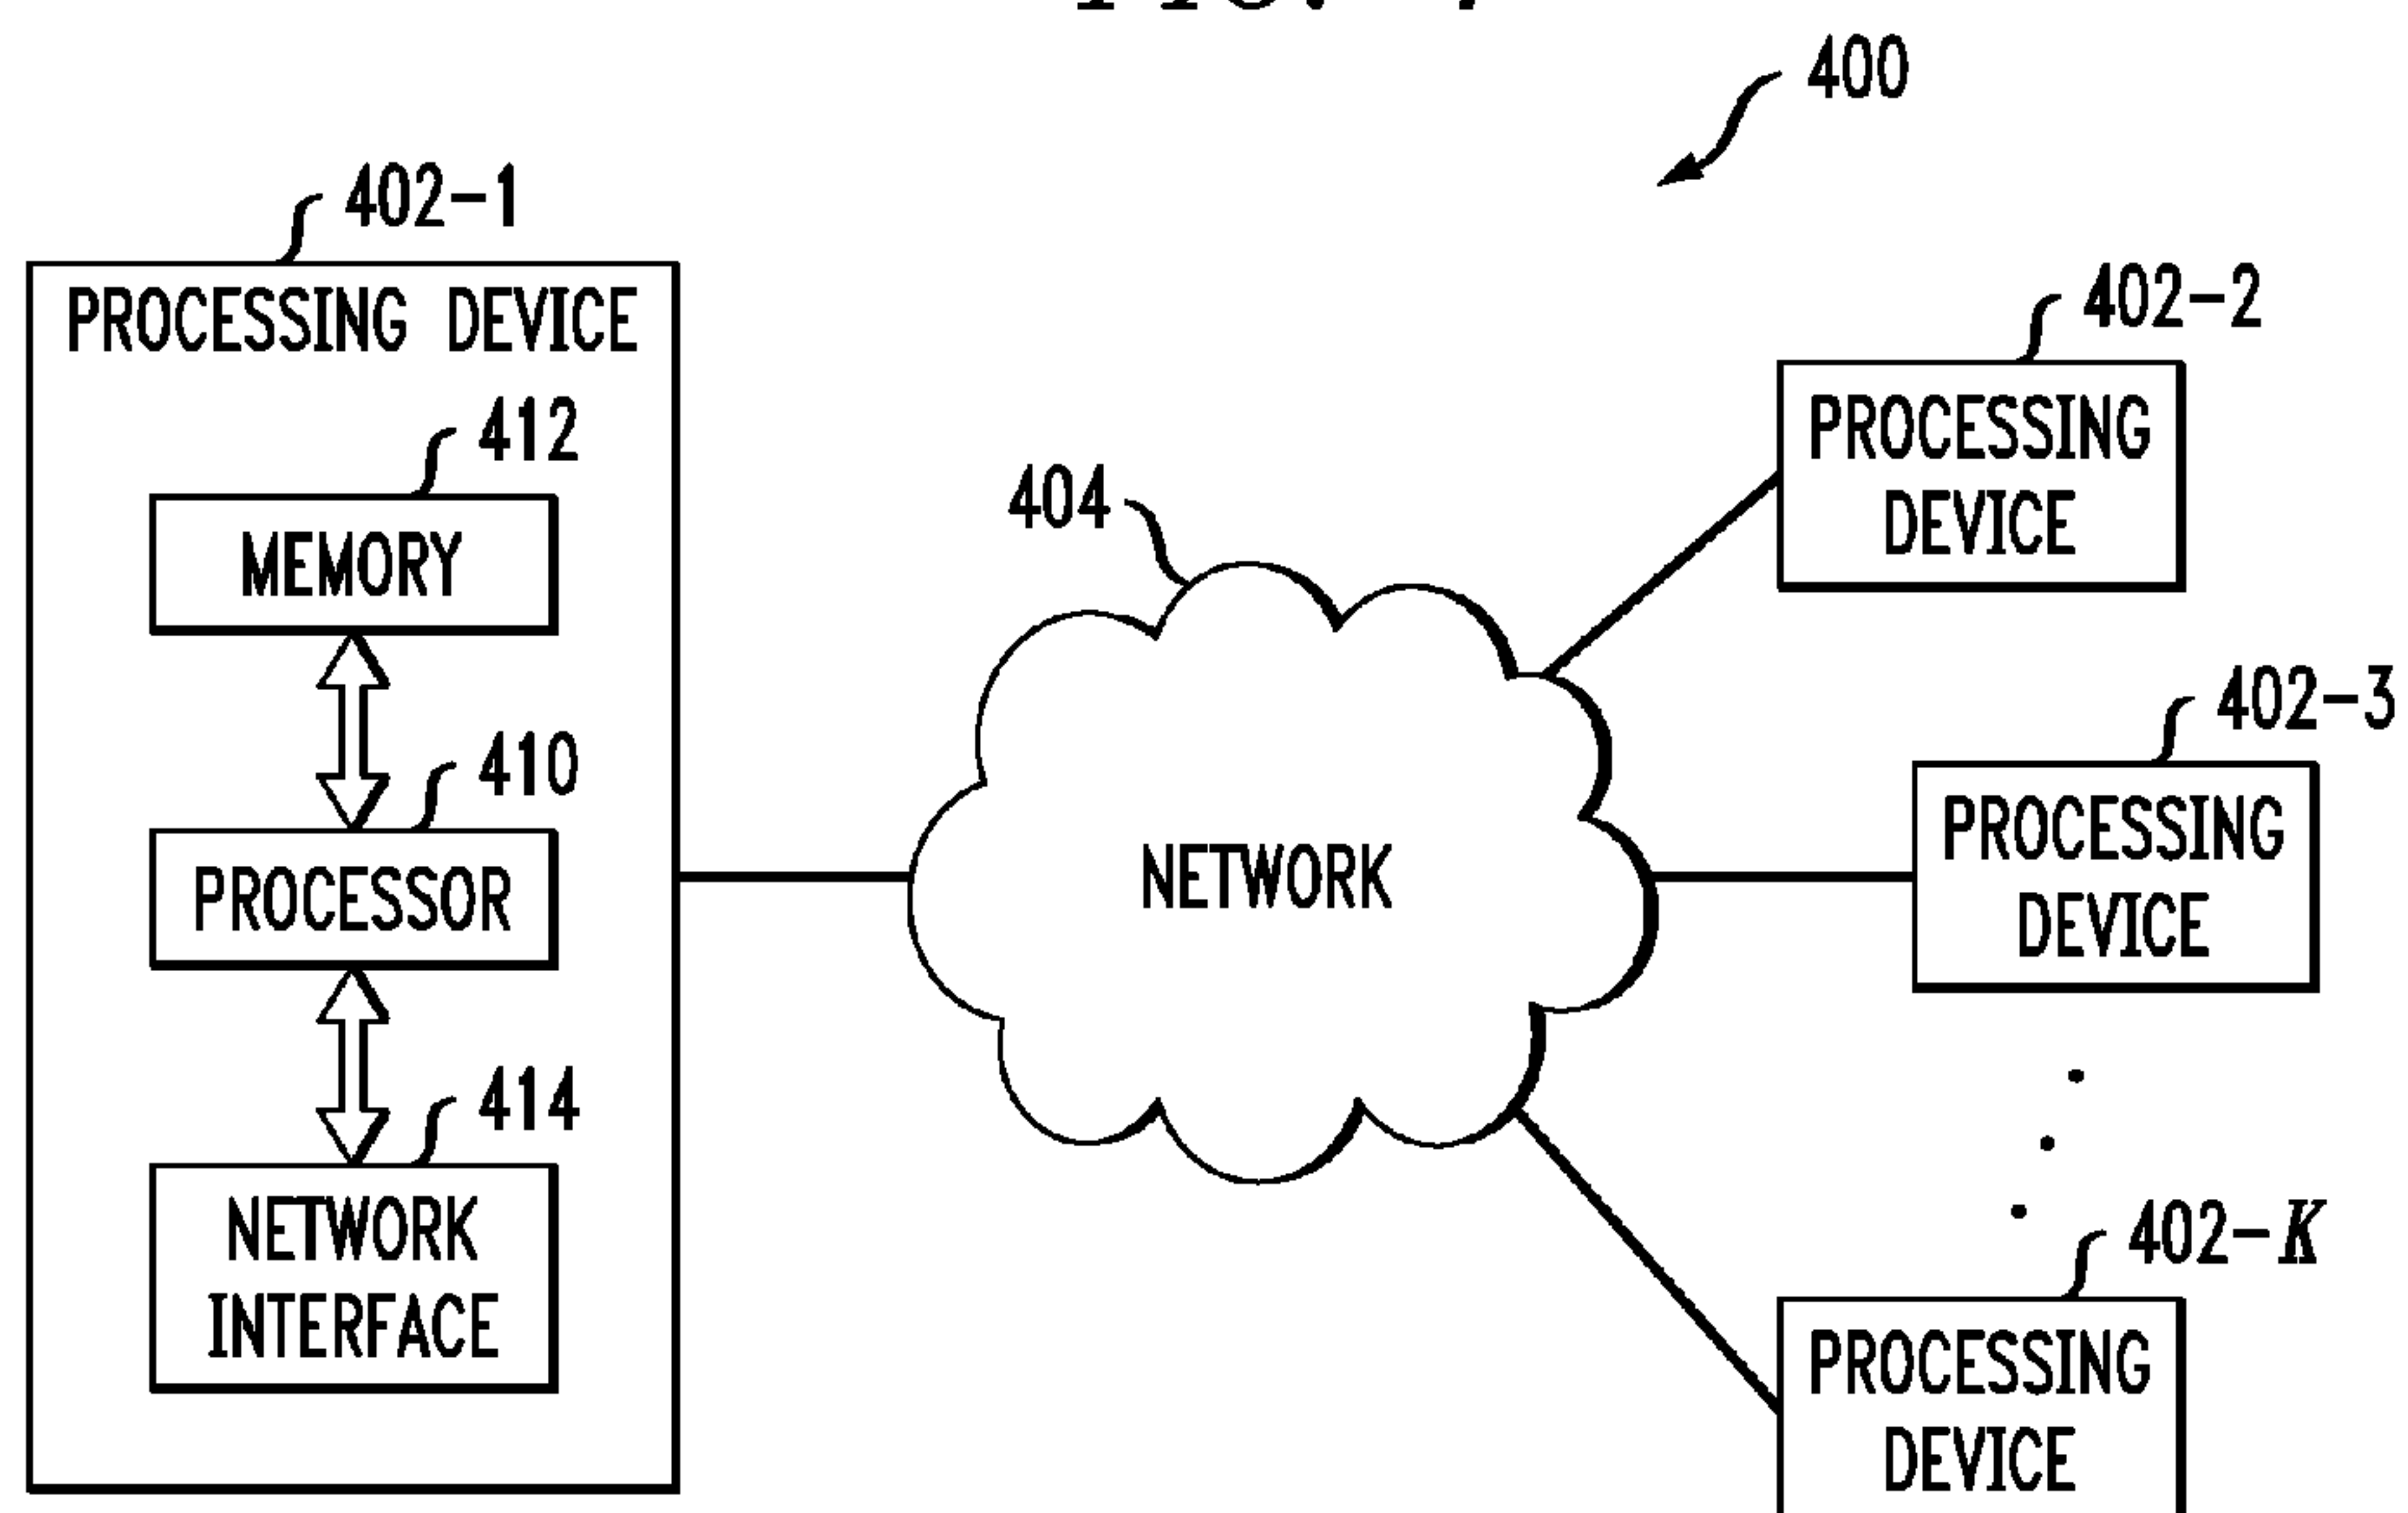 400
402-1
PROCESSING DEVICE
412
MEMORY
410
PROCESSOR
414
NETWORK
INTERFACE
404
NETWORK
402-2
PROCESSING
DEVICE
402-3
PROCESSING
DEVICE
402-K
PROCESSING
DEVICE